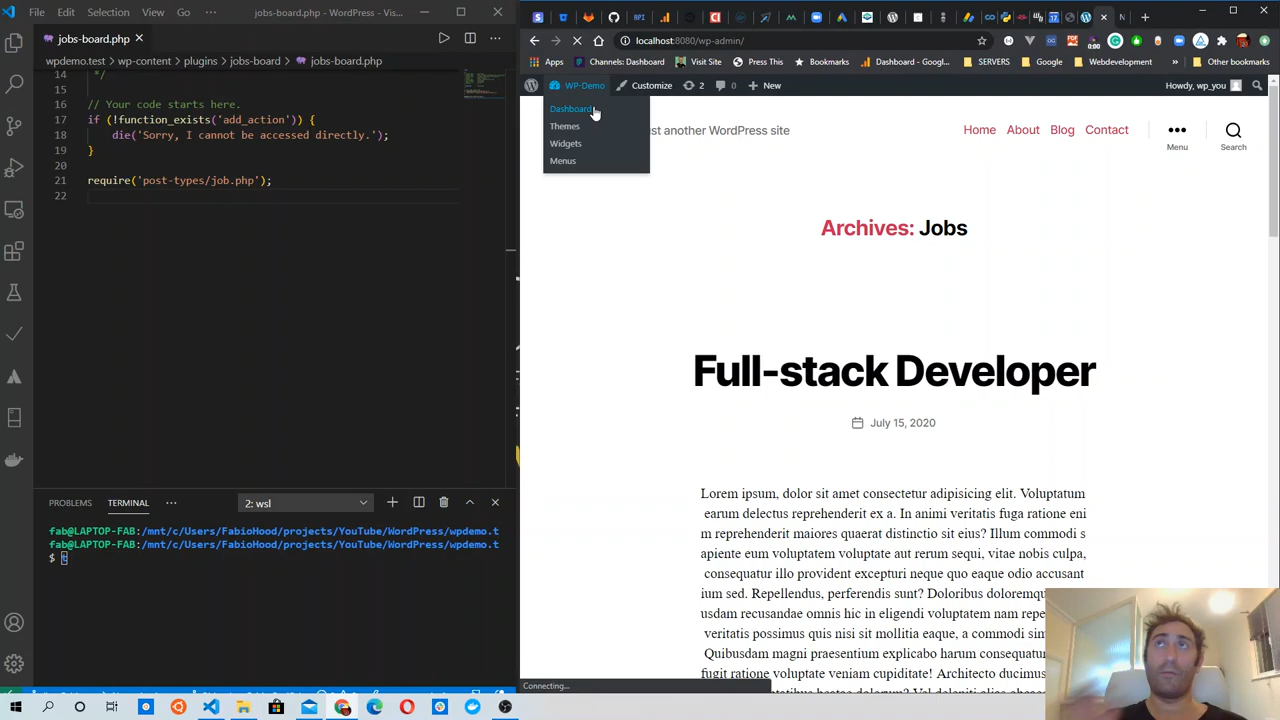 File Edit Selection View Go ··· jobs-board.php - WordPress - Vis...
jobs-board.php
wpdemo.test > wp-content > plugins > jobs-board > jobs-board.php
14 */
15
16 // Your code starts here.
17 if (!function_exists('add_action')) {
18 die('Sorry, I cannot be accessed directly.');
19 }
20
21 require('post-types/job.php');
22
PROBLEMS TERMINAL ··· 2: wsl
fab@LAPTOP-FAB:/mnt/c/Users/FabioHood/projects/YouTube/WordPress/wpdemo.t
fab@LAPTOP-FAB:/mnt/c/Users/FabioHood/projects/YouTube/WordPress/wpdemo.t
$
localhost:8080/wp-admin/
Apps Channels: Dashboard Visit Site Press This Bookmarks Dashboard - Googl... SERVERS Google Webdevelopment Other bookmarks
WP-Demo Customize 2 0 New Howdy, wp_you
Dashboard
Themes
Widgets
Menus
st another WordPress site
Home About Blog Contact
Menu
Search
Archives: Jobs
Full-stack Developer
July 15, 2020
Lorem ipsum, dolor sit amet consectetur adipisicing elit. Voluptatum
earum delectus reprehenderit ex a. In animi veritatis fuga ratione eni
m reprehenderit maiores quaerat distinctio sit eius? Illum commodi s
apiente eum voluptatem voluptate aut rerum sequi, vitae nobis culpa,
consequatur illo provident excepturi neque quo eaque odio accusant
ium sed. Repellendus, perferendis sunt? Doloribus doloremqu
usdam recusandae omnis hic in eligendi voluptatem nam repe
veritatis possimus quis nisi sit mollitia eaque, a commodi sim
Quibusdam magni praesentium explicabo harum consequatur
fugit ratione voluptate veniam cupiditate! Architecto ducimus
Connecting...